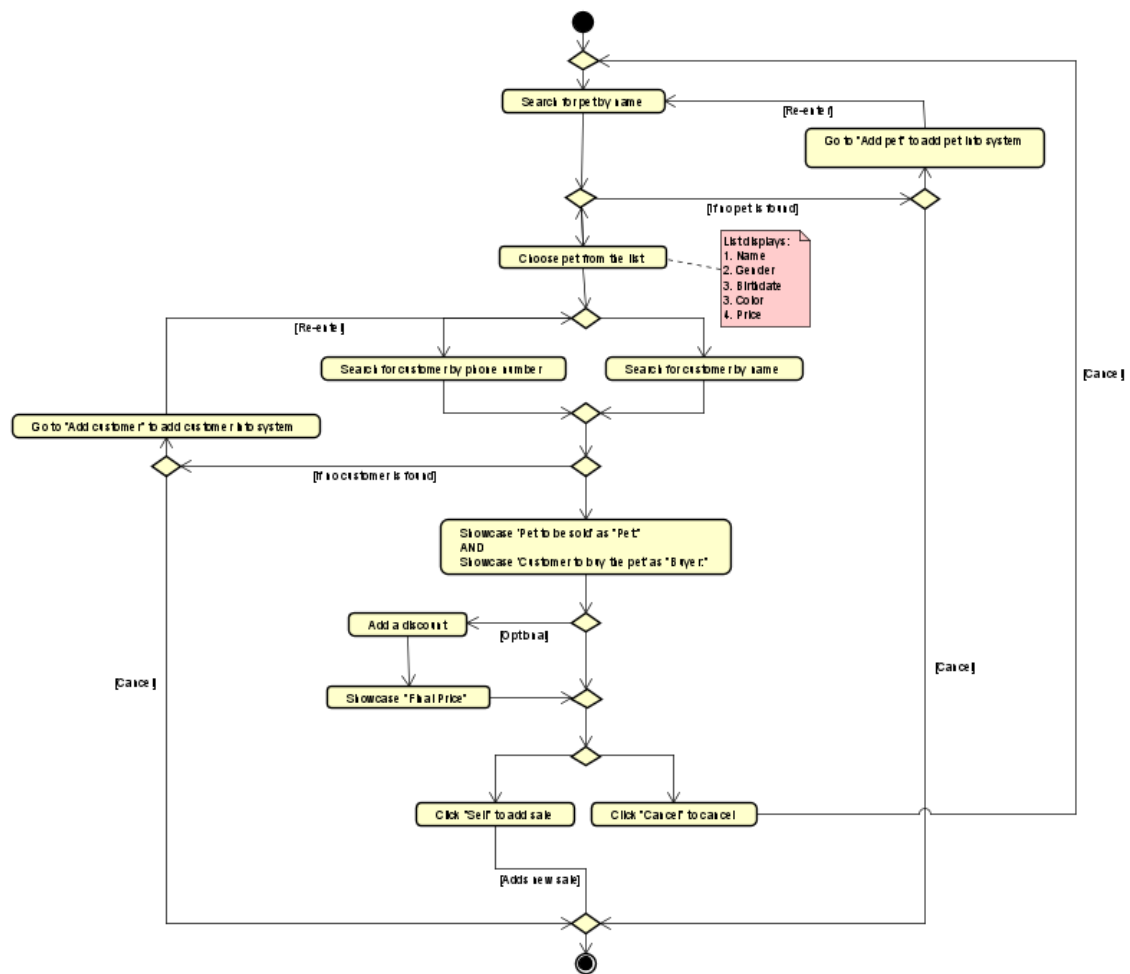 Search for pet by name
[Re-enter]
Go to "Add pet" to add pet into system
[If no pet is found]
Choose pet from the list
List displays:
1. Name
2. Gender
3. Birthdate
3. Color
4. Price
[Re-enter]
Search for customer by phone number
Search for customer by name
[Cancel]
Go to "Add customer" to add customer into system
[If no customer is found]
Showcase 'Pet to be sold' as "Pet:"
AND
Showcase 'Customer to buy the pet' as "Buyer:"
Add a discount
[Optional]
[Cancel]
[Cancel]
Showcase "Final Price"
Click "Sell" to add sale
Click "Cancel" to cancel
[Adds new sale]